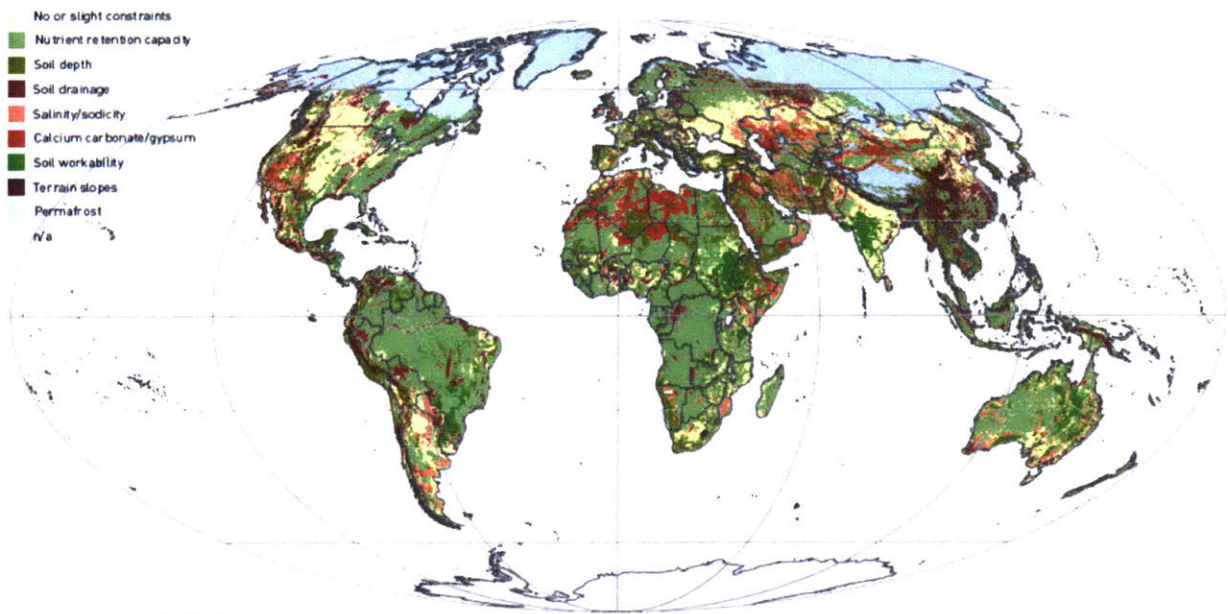 No or slight constraints
Nutrient retention capacity
Soil depth
Soil drainage
Salinity/sodicity
Calcium carbonate/gypsum
Soil workability
Terrain slopes
Permafrost
n/a